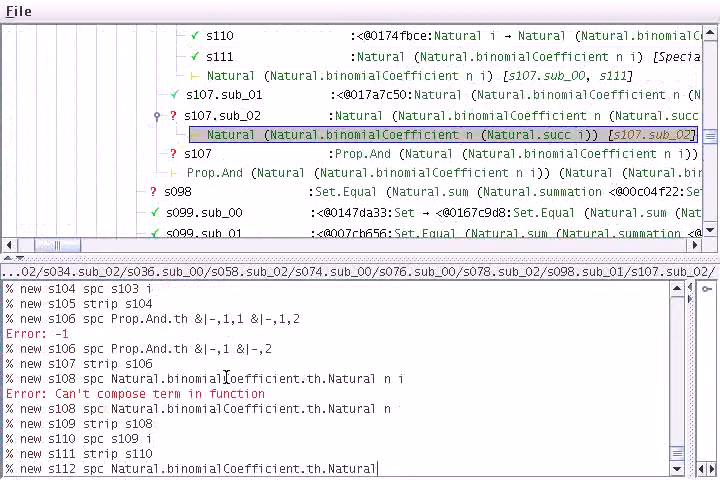 File
s110 :<@0174fbce:Natural i → Natural (Natural.binomialC
s111 :Natural (Natural.binomialCoefficient n i) [Specia
Natural (Natural.binomialCoefficient n i) [s107.sub_00, s111]
s107.sub_01 :<@017a7c50:Natural (Natural.binomialCoefficient n (N
? s107.sub_02 :Natural (Natural.binomialCoefficient n (Natural.succ
Natural (Natural.binomialCoefficient n (Natural.succ i)) [s107.sub_02]
? s107 :Prop.And (Natural (Natural.binomialCoefficient n i))
Prop.And (Natural (Natural.binomialCoefficient n i)) (Natural (Natural.binomialCoef
? s098 :Set.Equal (Natural.sum (Natural.summation <@00c04f22:Set
s099.sub_00 :<@0147da33:Set → <@0167c9d8:Set.Equal (Natural.sum (Nat
s099.sub_01 :<@007cb656:Set.Equal (Natural.sum (Natural.summation <@
...02/s034.sub_02/s036.sub_00/s058.sub_02/s074.sub_00/s076.sub_00/s078.sub_02/s098.sub_01/s107.sub_02/
% new s104 spc s103 i
% new s105 strip s104
% new s106 spc Prop.And.th &|-,1,1 &|-,1,2
Error: -1
% new s106 spc Prop.And.th &|-,1 &|-,2
% new s107 strip s106
% new s108 spc Natural.binomialCoefficient.th.Natural n i
Error: Can't compose term in function
% new s108 spc Natural.binomialCoefficient.th.Natural n
% new s109 strip s108
% new s110 spc s109 i
% new s111 strip s110
% new s112 spc Natural.binomialCoefficient.th.Natural